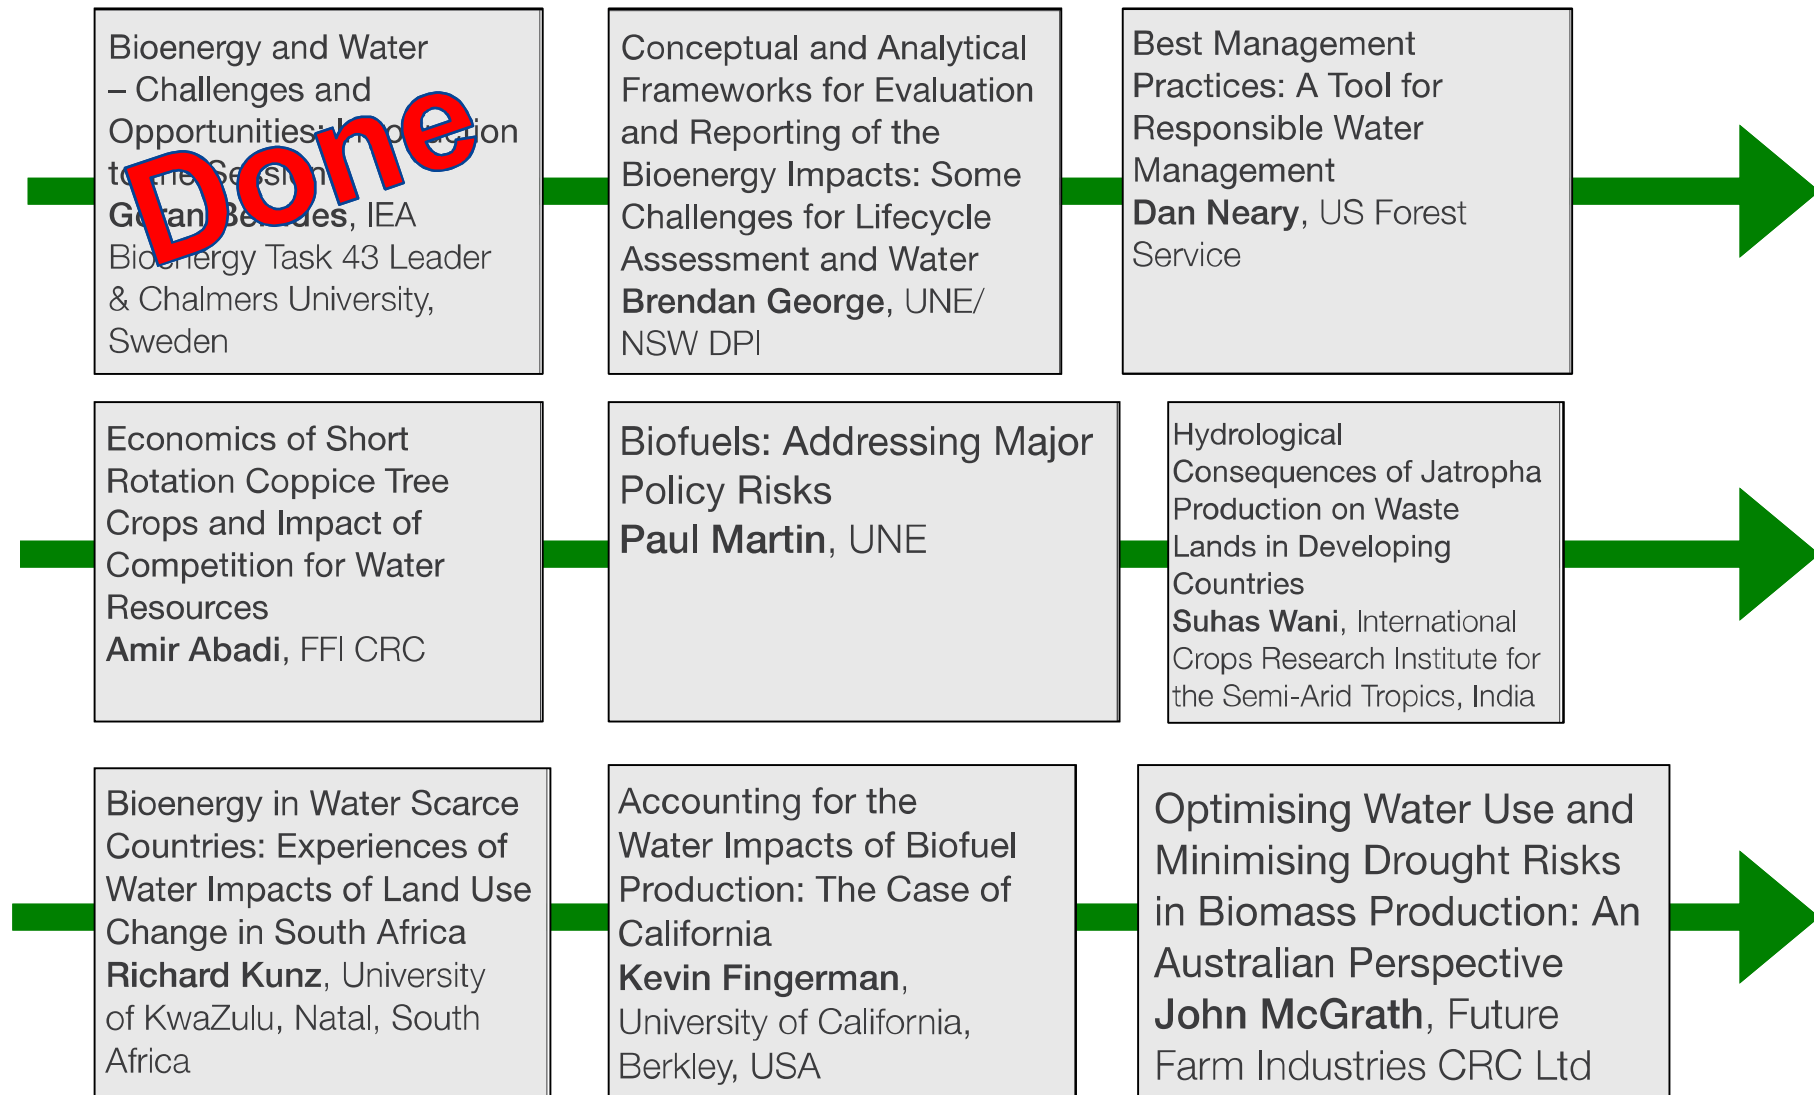 Bioenergy and Water
– Challenges and
Opportunities: Introduction
to the Session
Göran Berndes, IEA
Bioenergy Task 43 Leader
& Chalmers University,
Sweden
Done
Conceptual and Analytical
Frameworks for Evaluation
and Reporting of the
Bioenergy Impacts: Some
Challenges for Lifecycle
Assessment and Water
Brendan George, UNE/
NSW DPI
Best Management
Practices: A Tool for
Responsible Water
Management
Dan Neary, US Forest
Service
Economics of Short
Rotation Coppice Tree
Crops and Impact of
Competition for Water
Resources
Amir Abadi, FFI CRC
Biofuels: Addressing Major
Policy Risks
Paul Martin, UNE
Hydrological
Consequences of Jatropha
Production on Waste
Lands in Developing
Countries
Suhas Wani, International
Crops Research Institute for
the Semi-Arid Tropics, India
Bioenergy in Water Scarce
Countries: Experiences of
Water Impacts of Land Use
Change in South Africa
Richard Kunz, University
of KwaZulu, Natal, South
Africa
Accounting for the
Water Impacts of Biofuel
Production: The Case of
California
Kevin Fingerman,
University of California,
Berkley, USA
Optimising Water Use and
Minimising Drought Risks
in Biomass Production: An
Australian Perspective
John McGrath, Future
Farm Industries CRC Ltd